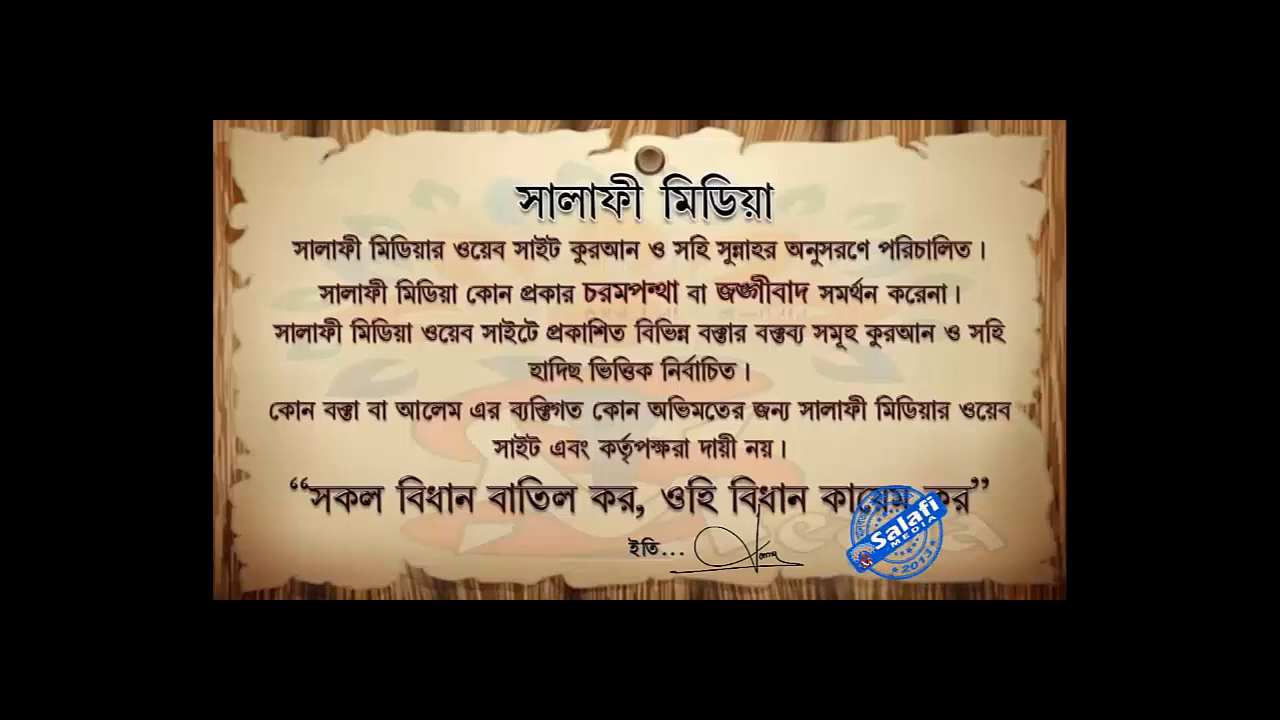 সালাফী মিডিয়া
সালাফী মিডিয়ার ওয়েব সাইট কুরআন ও সহি সুন্নাহর অনুসরণে পরিচালিত।
সালাফী মিডিয়া কোন প্রকার চরমপন্থা বা জঙ্গীবাদ সমর্থন করেনা।
সালাফী মিডিয়া ওয়েব সাইটে প্রকাশিত বিভিন্ন বক্তার বক্তব্য সমূহ কুরআন ও সহি
হাদিছ ভিত্তিক নির্বাচিত।
কোন বক্তা বা আলেম এর ব্যক্তিগত কোন অভিমতের জন্য সালাফী মিডিয়ার ওয়েব
সাইট এবং কর্তৃপক্ষরা দায়ী নয়।
“সকল বিধান বাতিল কর, ওহি বিধান কায়েম কর”
ইতি...
Salafi
MEDIA
2013